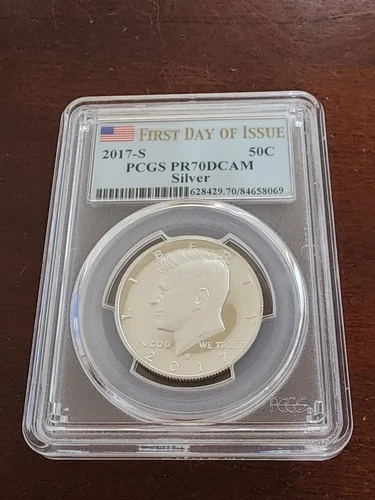 FIRST DAY OF ISSUE
2017-S 50C
PCGS PR70DCAM
Silver
628429.70/84658069
LIBERTY
IN GOD WE TRUST
2017
PCGS